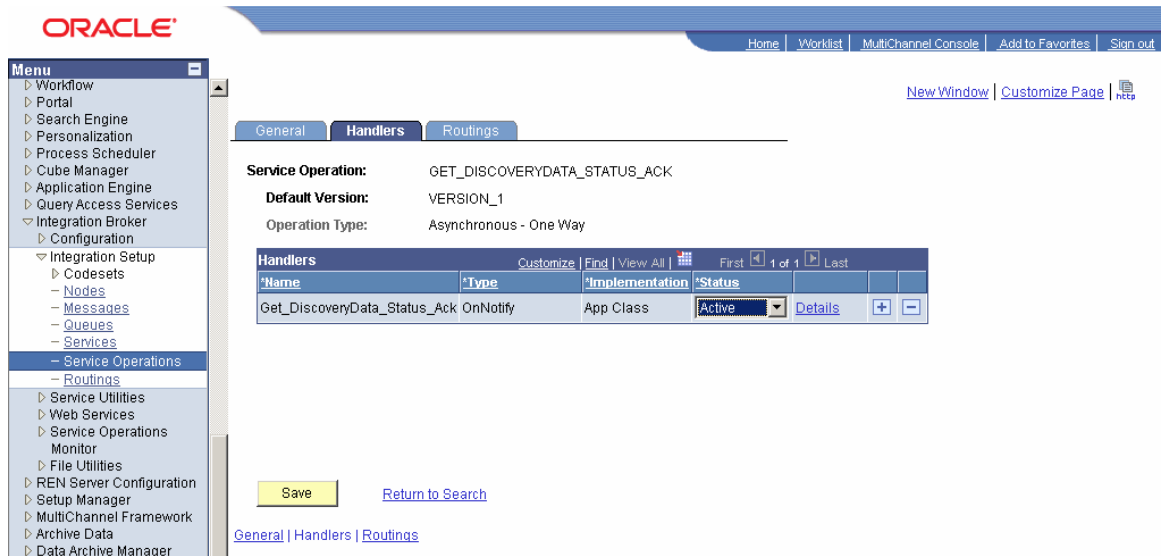 ORACLE
Home | Worklist | MultiChannel Console | Add to Favorites | Sign out
Menu
Workflow
Portal
Search Engine
Personalization
Process Scheduler
Cube Manager
Application Engine
Query Access Services
Integration Broker
Configuration
Integration Setup
Codesets
Nodes
Messages
Queues
Services
Service Operations
Routings
Service Utilities
Web Services
Service Operations
Monitor
File Utilities
REN Server Configuration
Setup Manager
MultiChannel Framework
Archive Data
Data Archive Manager
New Window | Customize Page | http
General Handlers Routings
Service Operation: GET_DISCOVERYDATA_STATUS_ACK
Default Version: VERSION_1
Operation Type: Asynchronous - One Way
Handlers Customize | Find | View All | First 1 of 1 Last
*Name *Type *Implementation *Status
Get_DiscoveryData_Status_Ack OnNotify App Class Active Details + −
Save Return to Search
General | Handlers | Routings